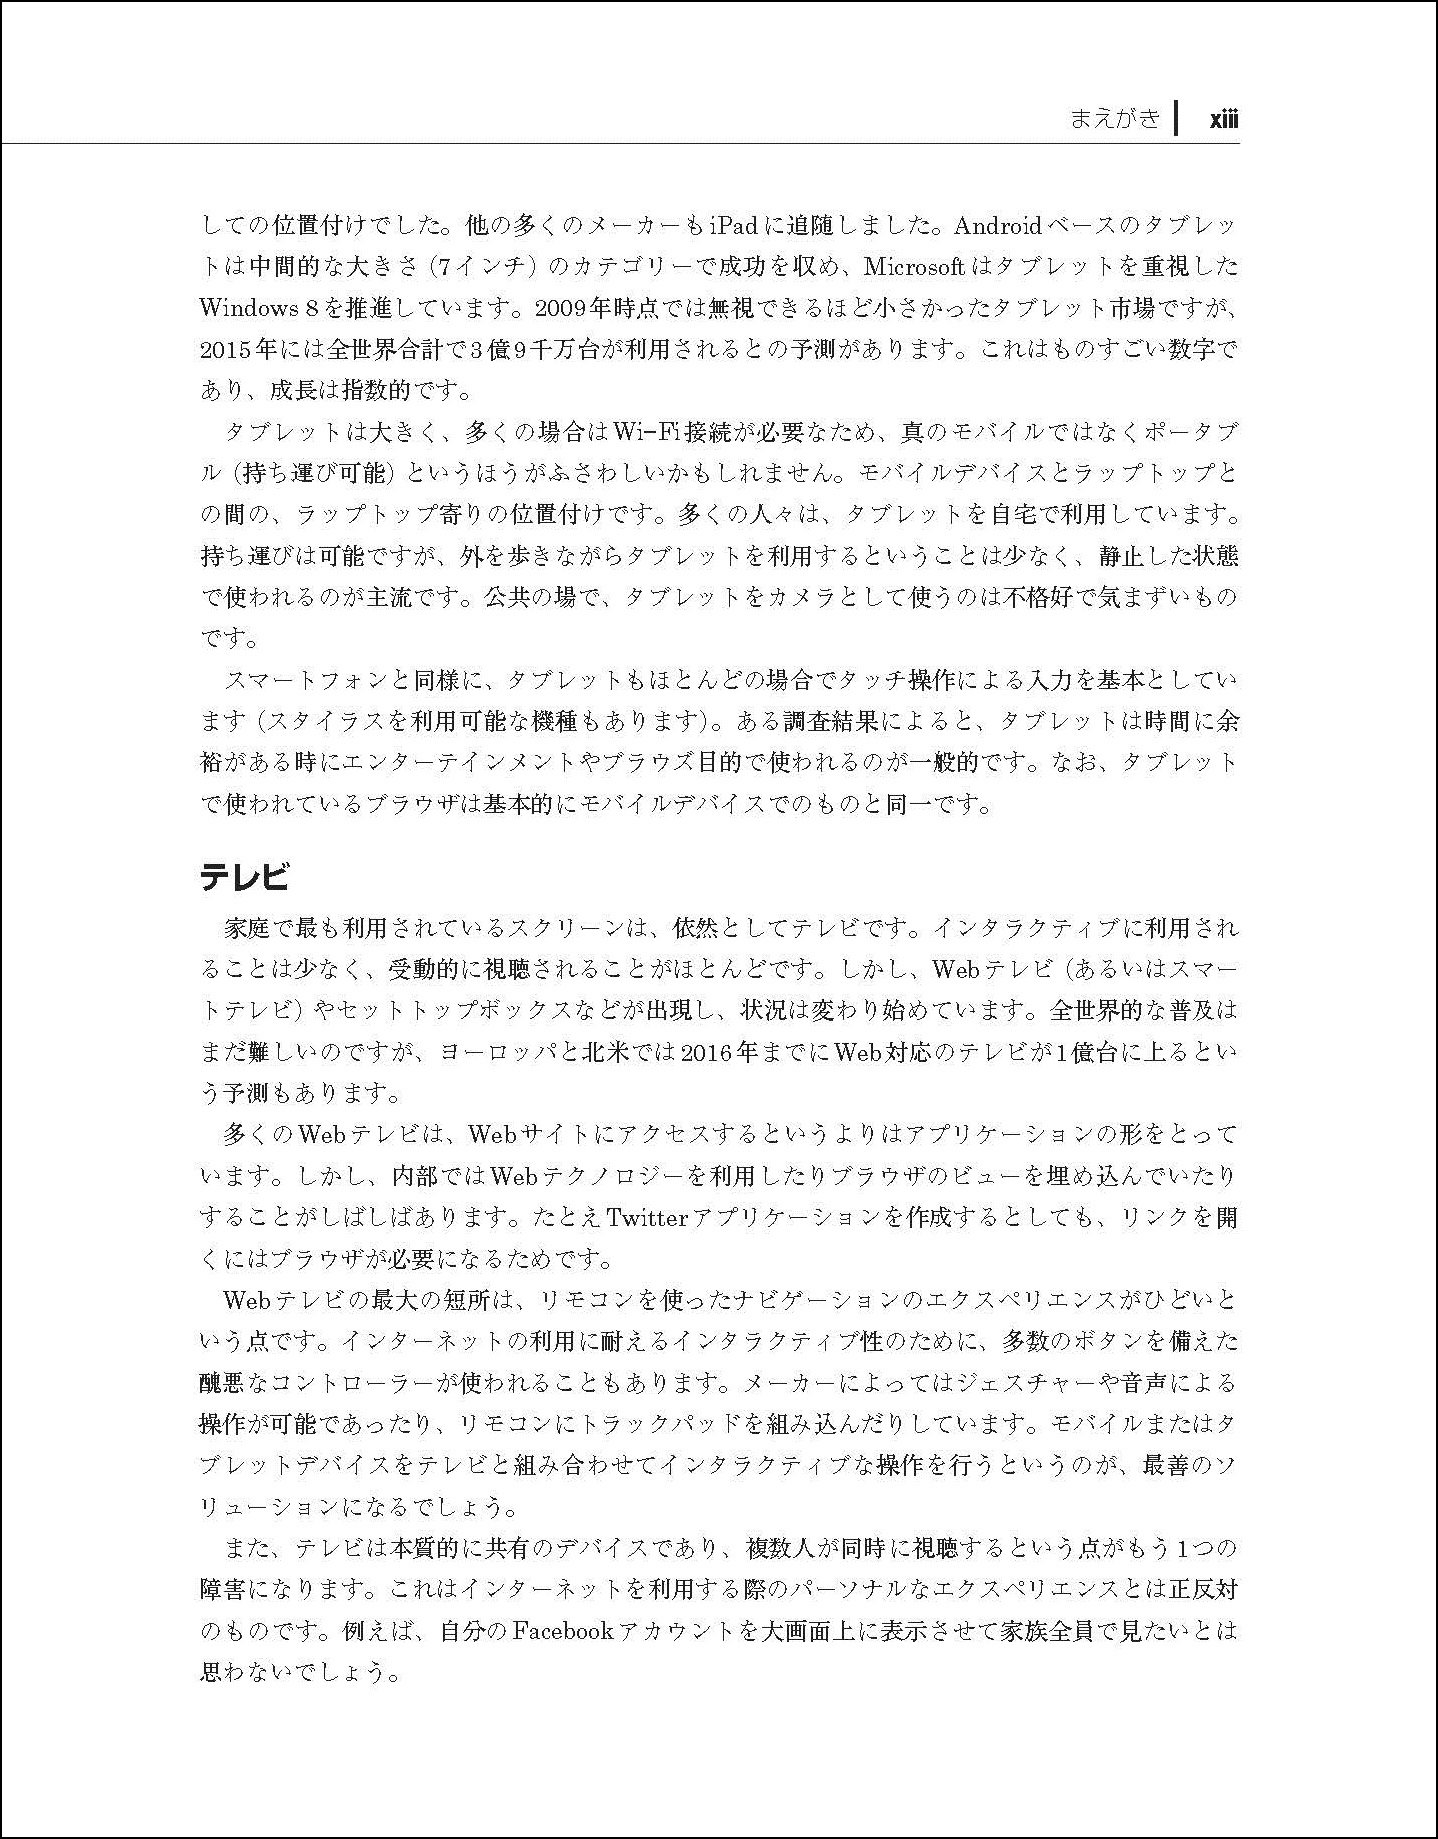 まえがき | xiii
しての位置付けでした。他の多くのメーカーもiPadに追随しました。Androidベースのタブレッ
トは中間的な大きさ（7インチ）のカテゴリーで成功を収め、Microsoftはタブレットを重視した
Windows 8を推進しています。2009年時点では無視できるほど小さかったタブレット市場ですが、
2015年には全世界合計で3億9千万台が利用されるとの予測があります。これはものすごい数字で
あり、成長は指数的です。
タブレットは大きく、多くの場合はWi-Fi接続が必要なため、真のモバイルではなくポータブ
ル（持ち運び可能）というほうがふさわしいかもしれません。モバイルデバイスとラップトップと
の間の、ラップトップ寄りの位置付けです。多くの人々は、タブレットを自宅で利用しています。
持ち運びは可能ですが、外を歩きながらタブレットを利用するということは少なく、静止した状態
で使われるのが主流です。公共の場で、タブレットをカメラとして使うのは不格好で気まずいもの
です。
スマートフォンと同様に、タブレットもほとんどの場合でタッチ操作による入力を基本としてい
ます（スタイラスを利用可能な機種もあります）。ある調査結果によると、タブレットは時間に余
裕がある時にエンターテインメントやブラウズ目的で使われるのが一般的です。なお、タブレット
で使われているブラウザは基本的にモバイルデバイスでのものと同一です。
テレビ
家庭で最も利用されているスクリーンは、依然としてテレビです。インタラクティブに利用され
ることは少なく、受動的に視聴されることがほとんどです。しかし、Webテレビ（あるいはスマー
トテレビ）やセットトップボックスなどが出現し、状況は変わり始めています。全世界的な普及は
まだ難しいのですが、ヨーロッパと北米では2016年までにWeb対応のテレビが1億台に上るとい
う予測もあります。
多くのWebテレビは、Webサイトにアクセスするというよりはアプリケーションの形をとって
います。しかし、内部ではWebテクノロジーを利用したりブラウザのビューを埋め込んでいたり
することがしばしばあります。たとえTwitterアプリケーションを作成するとしても、リンクを開
くにはブラウザが必要になるためです。
Webテレビの最大の短所は、リモコンを使ったナビゲーションのエクスペリエンスがひどいと
いう点です。インターネットの利用に耐えるインタラクティブ性のために、多数のボタンを備えた
醜悪なコントローラーが使われることもあります。メーカーによってはジェスチャーや音声による
操作が可能であったり、リモコンにトラックパッドを組み込んだりしています。モバイルまたはタ
ブレットデバイスをテレビと組み合わせてインタラクティブな操作を行うというのが、最善のソ
リューションになるでしょう。
また、テレビは本質的に共有のデバイスであり、複数人が同時に視聴するという点がもう1つの
障害になります。これはインターネットを利用する際のパーソナルなエクスペリエンスとは正反対
のものです。例えば、自分のFacebookアカウントを大画面上に表示させて家族全員で見たいとは
思わないでしょう。